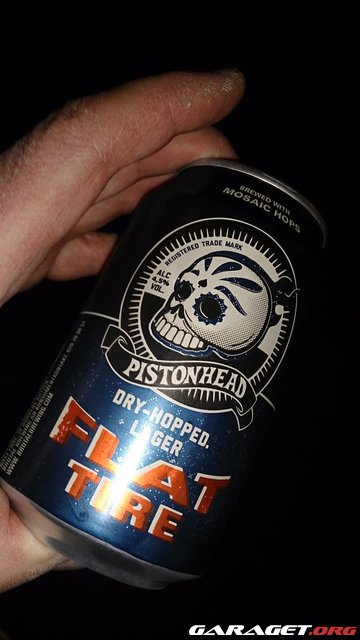 BREWED WITH
MOSAIC HOPS
REGISTERED TRADE MARK
ALC
4,5%
VOL.
PISTONHEAD
DRY-HOPPED.
LAGER
FLAT
TIRE
GARAGET.ORG